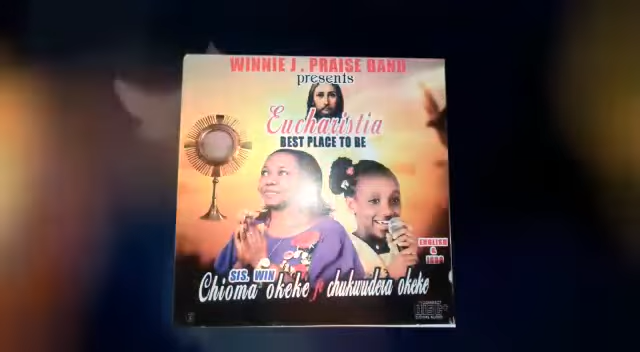 WINNIE J. PRAISE BAND
presents
Eucharistia
BEST PLACE TO BE
ENGLISH
&
IGBO
SIS. WIN
Chioma okeke ft chukwudera okeke